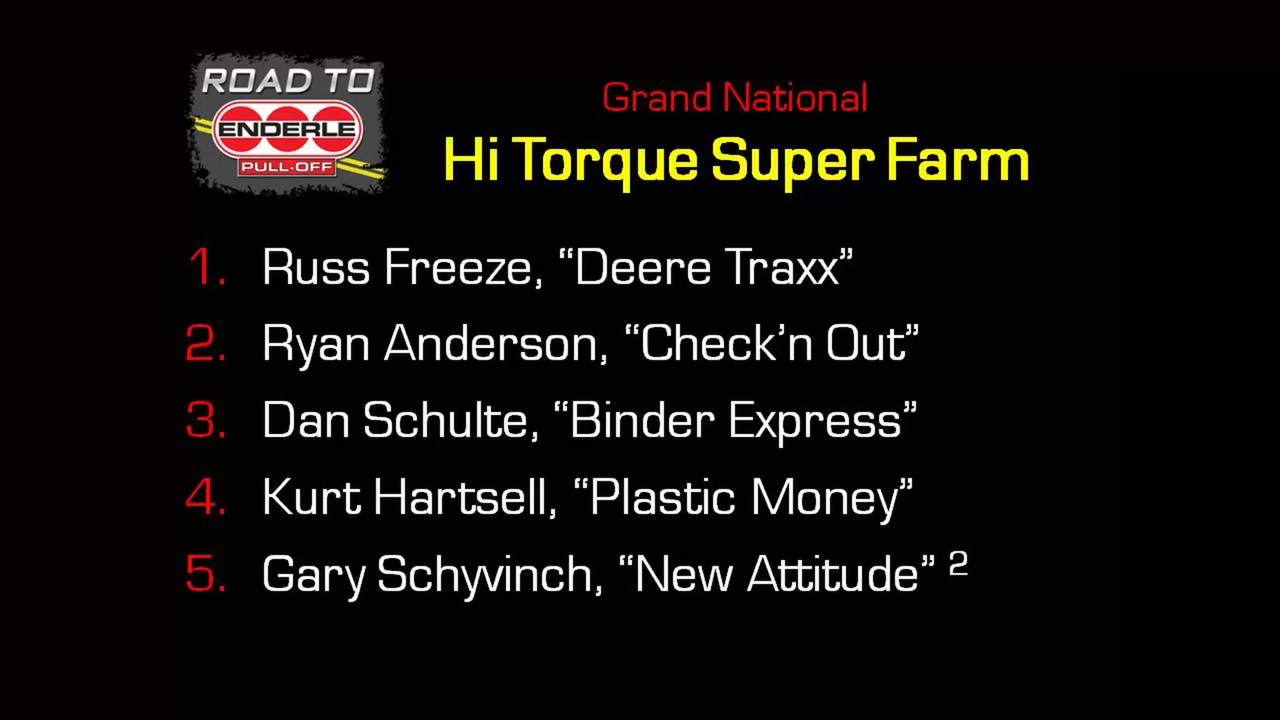 ROAD TO
ENDERLE
PULL-OFF
Grand National
Hi Torque Super Farm
1. Russ Freeze, “Deere Traxx”
2. Ryan Anderson, “Check’n Out”
3. Dan Schulte, “Binder Express”
4. Kurt Hartsell, “Plastic Money”
5. Gary Schyvinch, “New Attitude” ²